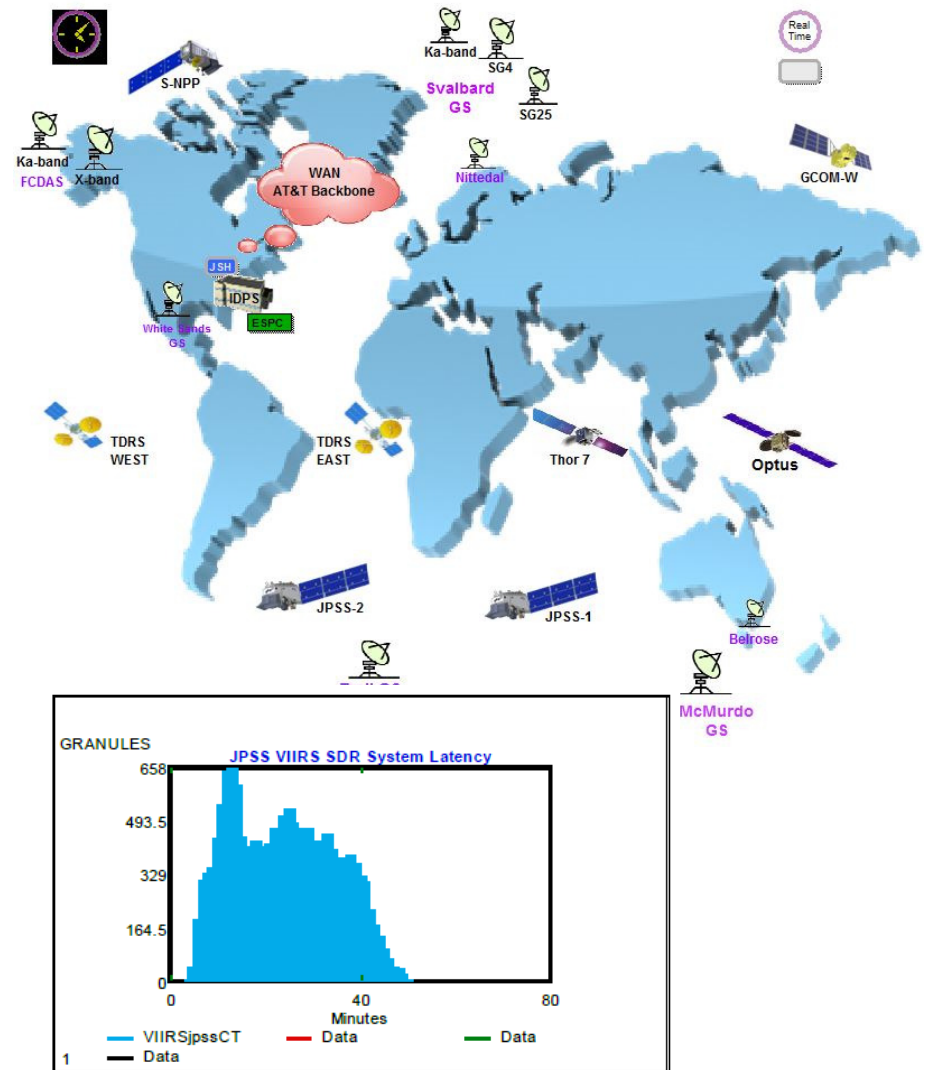 Real
Time
Ka-band
SG4
S-NPP
Svalbard
GS
SG25
Ka-band
X-band
FCDAS
WAN
AT&T Backbone
Nittedal
GCOM-W
JSH
IDPS
ESPC
White Sands
GS
TDRS
WEST
TDRS
EAST
Thor 7
Optus
JPSS-2
JPSS-1
Belrose
McMurdo
GS
GRANULES
JPSS VIIRS SDR System Latency
658
493.5
329
164.5
0
0
40
80
Minutes
VIIRSjpssCT
Data
Data
1
Data